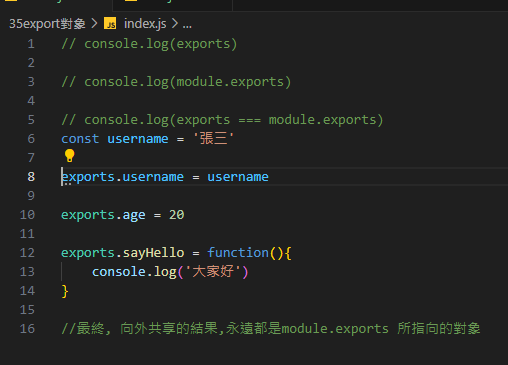 35export對象 > JS index.js > ...
1 // console.log(exports)
2
3 // console.log(module.exports)
4
5 // console.log(exports === module.exports)
6 const username = '張三'
7
8 exports.username = username
9
10 exports.age = 20
11
12 exports.sayHello = function(){
13 console.log('大家好')
14 }
15
16 //最終, 向外共享的結果,永遠都是module.exports 所指向的對象